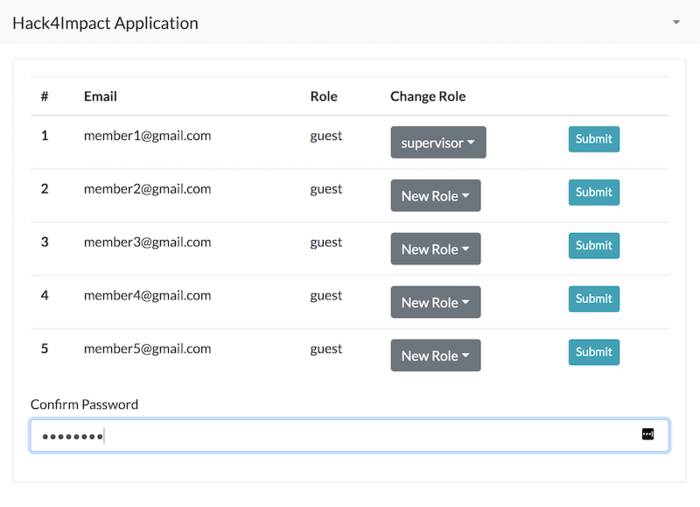 Hack4Impact Application
# Email Role Change Role
1 member1@gmail.com guest supervisor Submit
2 member2@gmail.com guest New Role Submit
3 member3@gmail.com guest New Role Submit
4 member4@gmail.com guest New Role Submit
5 member5@gmail.com guest New Role Submit
Confirm Password
••••••••